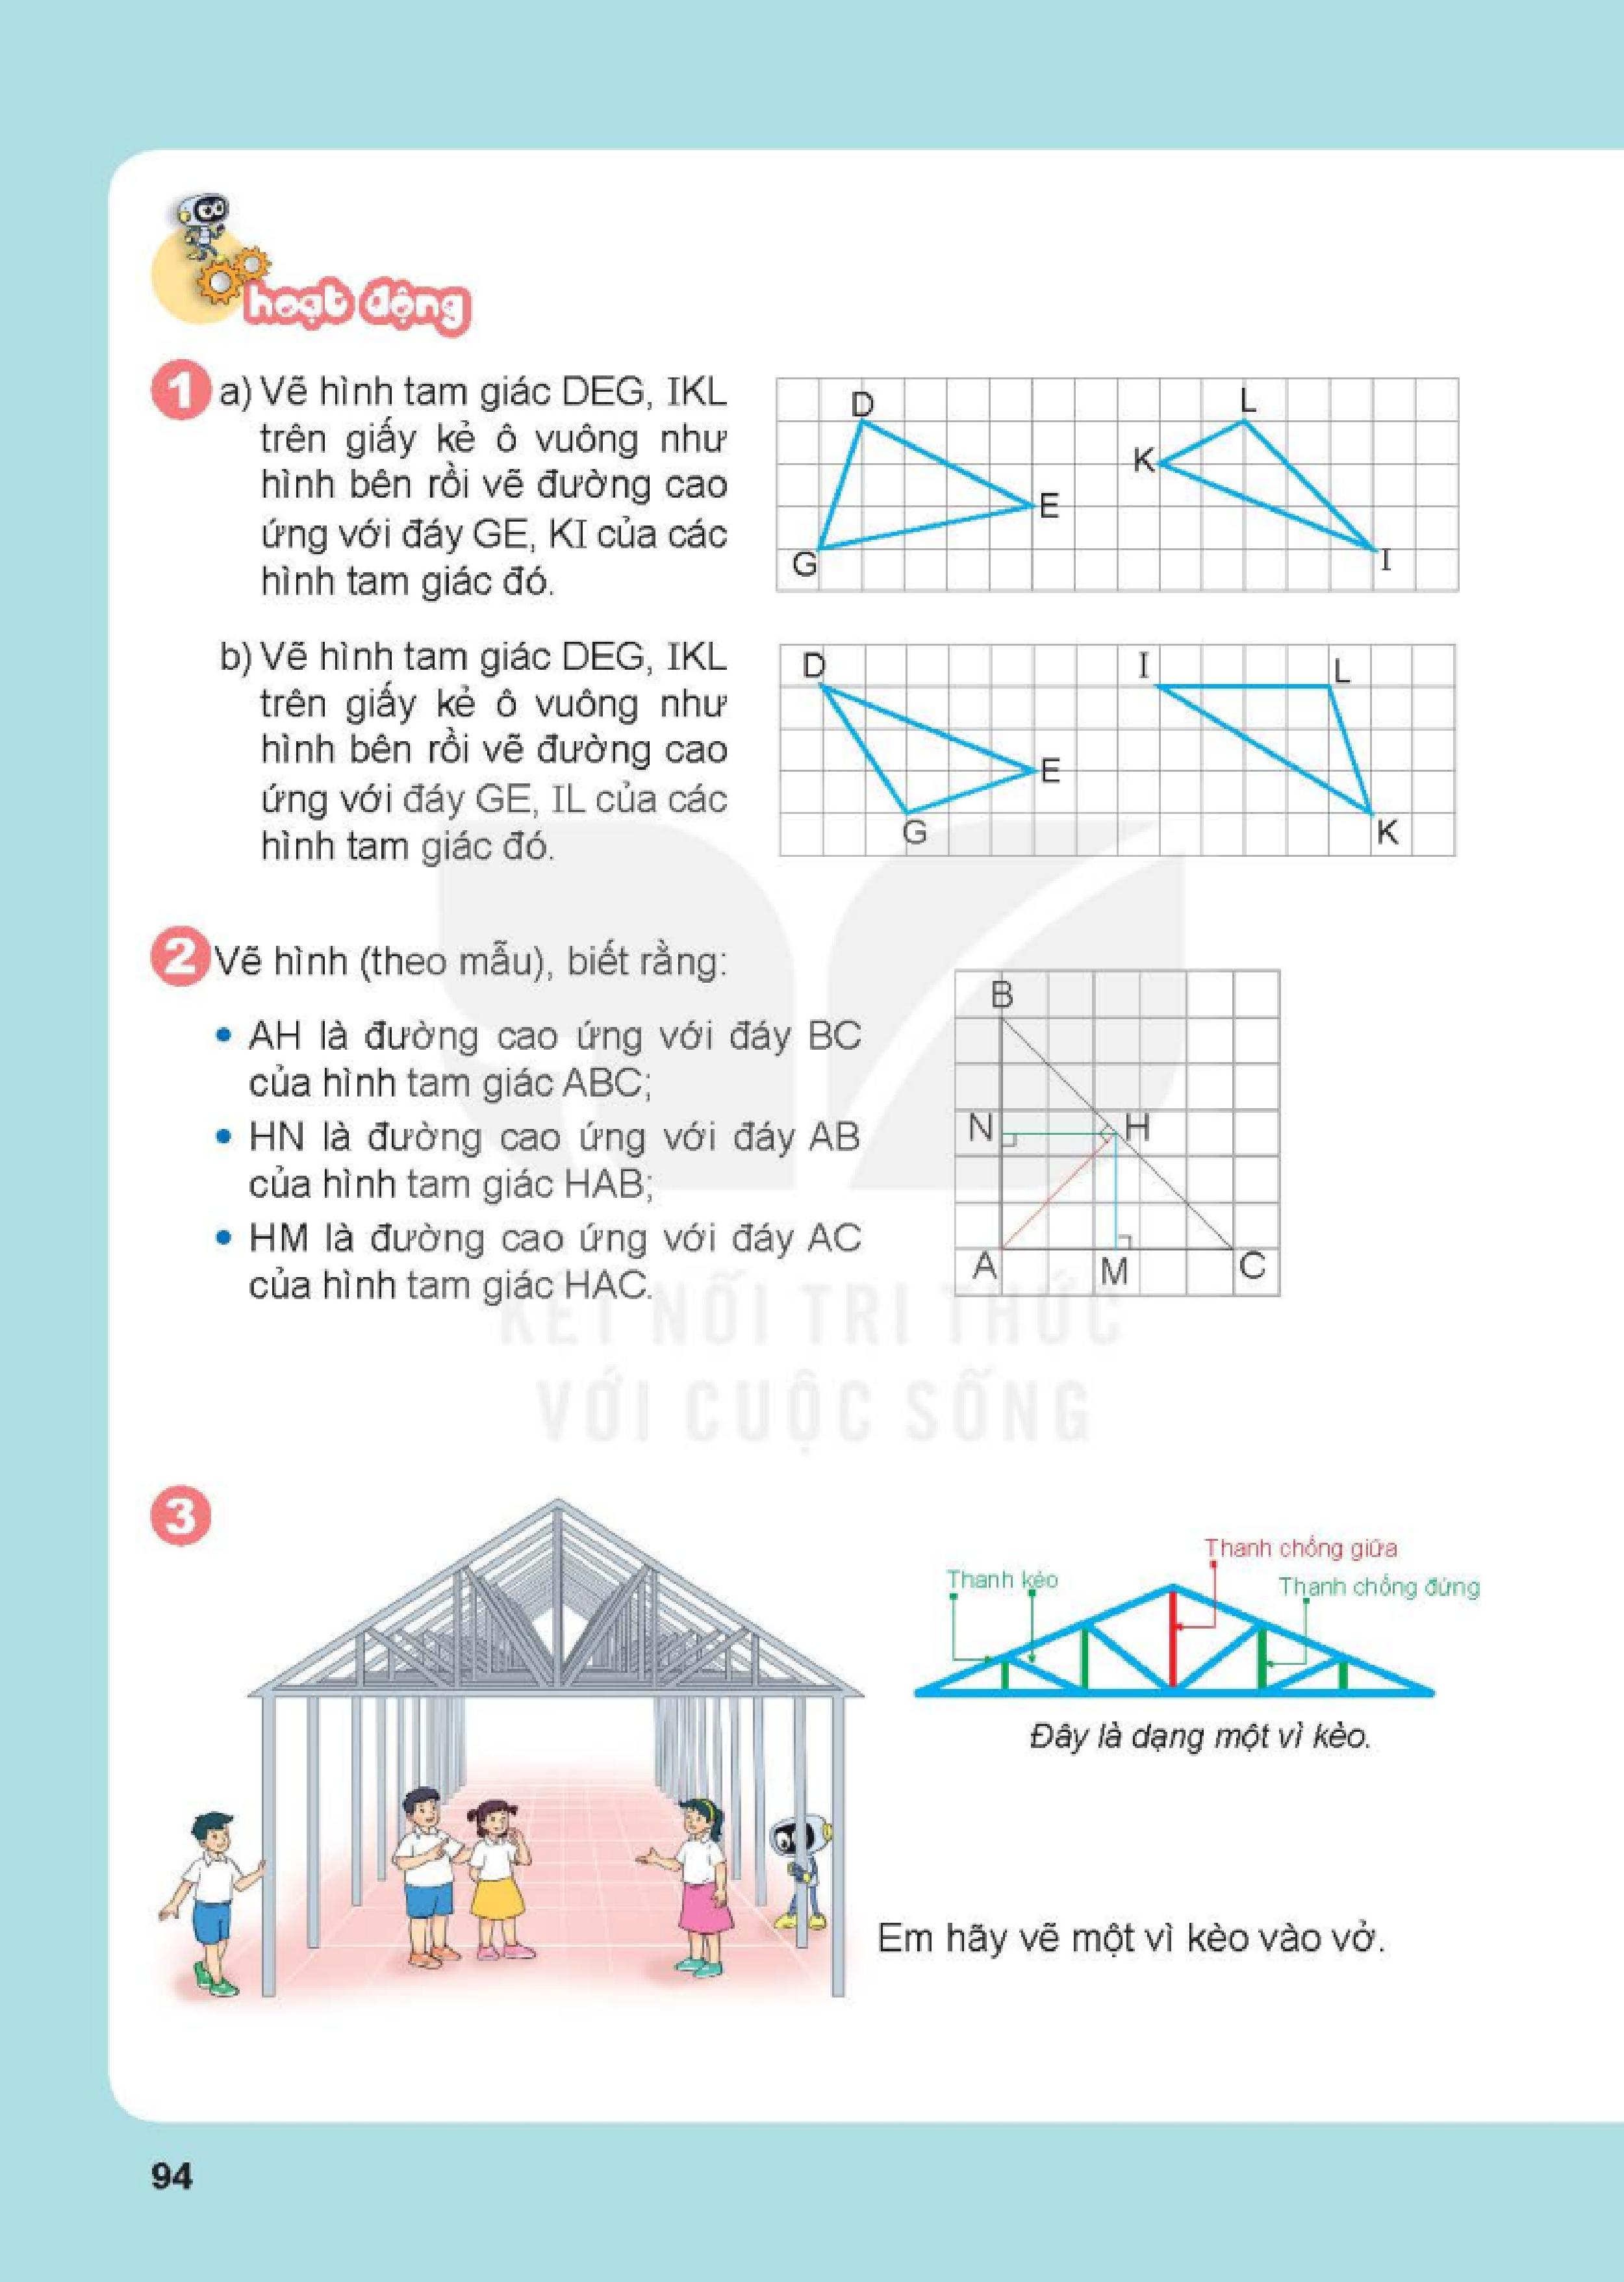 hoạt động
1 a) Vẽ hình tam giác DEG, IKL
trên giấy kẻ ô vuông như
hình bên rồi vẽ đường cao
ứng với đáy GE, KI của các
hình tam giác đó.
D
E
G
L
K
I
b) Vẽ hình tam giác DEG, IKL
trên giấy kẻ ô vuông như
hình bên rồi vẽ đường cao
ứng với đáy GE, IL của các
hình tam giác đó.
D
E
G
I
L
K
2 Vẽ hình (theo mẫu), biết rằng:
• AH là đường cao ứng với đáy BC
của hình tam giác ABC;
• HN là đường cao ứng với đáy AB
của hình tam giác HAB;
• HM là đường cao ứng với đáy AC
của hình tam giác HAC.
B
N
H
A
M
C
KẾT NỐI TRI THỨC
VỚI CUỘC SỐNG
3
Thanh chống giữa
Thanh kéo
Thanh chống đứng
Đây là dạng một vì kèo.
Em hãy vẽ một vì kèo vào vở.
94